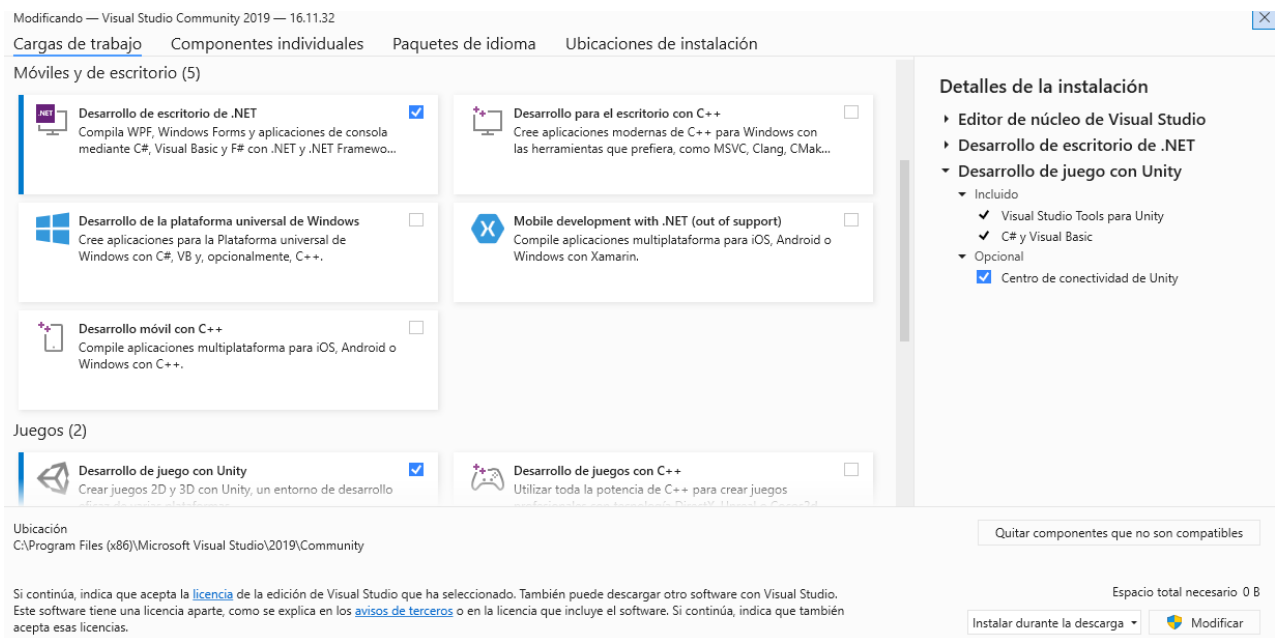 Modificando — Visual Studio Community 2019 — 16.11.32
Cargas de trabajo Componentes individuales Paquetes de idioma Ubicaciones de instalación
Móviles y de escritorio (5)
.NET
Desarrollo de escritorio de .NET
Compila WPF, Windows Forms y aplicaciones de consola
mediante C#, Visual Basic y F# con .NET y .NET Framewo...
Desarrollo para el escritorio con C++
Cree aplicaciones modernas de C++ para Windows con
las herramientas que prefiera, como MSVC, Clang, CMak...
Desarrollo de la plataforma universal de Windows
Cree aplicaciones para la Plataforma universal de
Windows con C#, VB y, opcionalmente, C++.
Mobile development with .NET (out of support)
Compile aplicaciones multiplataforma para iOS, Android o
Windows con Xamarin.
Desarrollo móvil con C++
Compile aplicaciones multiplataforma para iOS, Android o
Windows con C++.
Juegos (2)
Desarrollo de juego con Unity
Crear juegos 2D y 3D con Unity, un entorno de desarrollo
Desarrollo de juegos con C++
Utilizar toda la potencia de C++ para crear juegos
Detalles de la instalación
Editor de núcleo de Visual Studio
Desarrollo de escritorio de .NET
Desarrollo de juego con Unity
Incluido
Visual Studio Tools para Unity
C# y Visual Basic
Opcional
Centro de conectividad de Unity
Ubicación
C:\Program Files (x86)\Microsoft Visual Studio\2019\Community
Quitar componentes que no son compatibles
Si continúa, indica que acepta la licencia de la edición de Visual Studio que ha seleccionado. También puede descargar otro software con Visual Studio.
Este software tiene una licencia aparte, como se explica en los avisos de terceros o en la licencia que incluye el software. Si continúa, indica que también
acepta esas licencias.
Espacio total necesario 0 B
Instalar durante la descarga Modificar